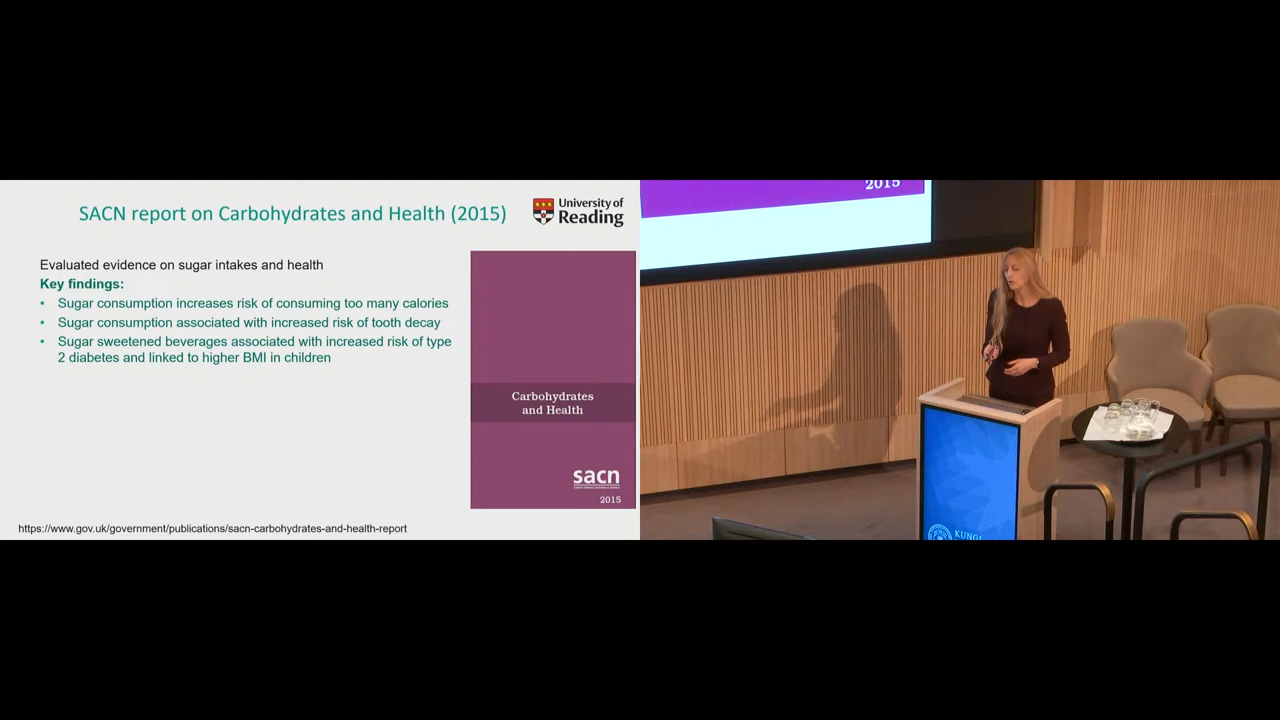 SACN report on Carbohydrates and Health (2015)
University of
Reading
Evaluated evidence on sugar intakes and health
Key findings:
• Sugar consumption increases risk of consuming too many calories
• Sugar consumption associated with increased risk of tooth decay
• Sugar sweetened beverages associated with increased risk of type
2 diabetes and linked to higher BMI in children
Carbohydrates
and Health
sacn
2015
https://www.gov.uk/government/publications/sacn-carbohydrates-and-health-report
2015
KUNGL